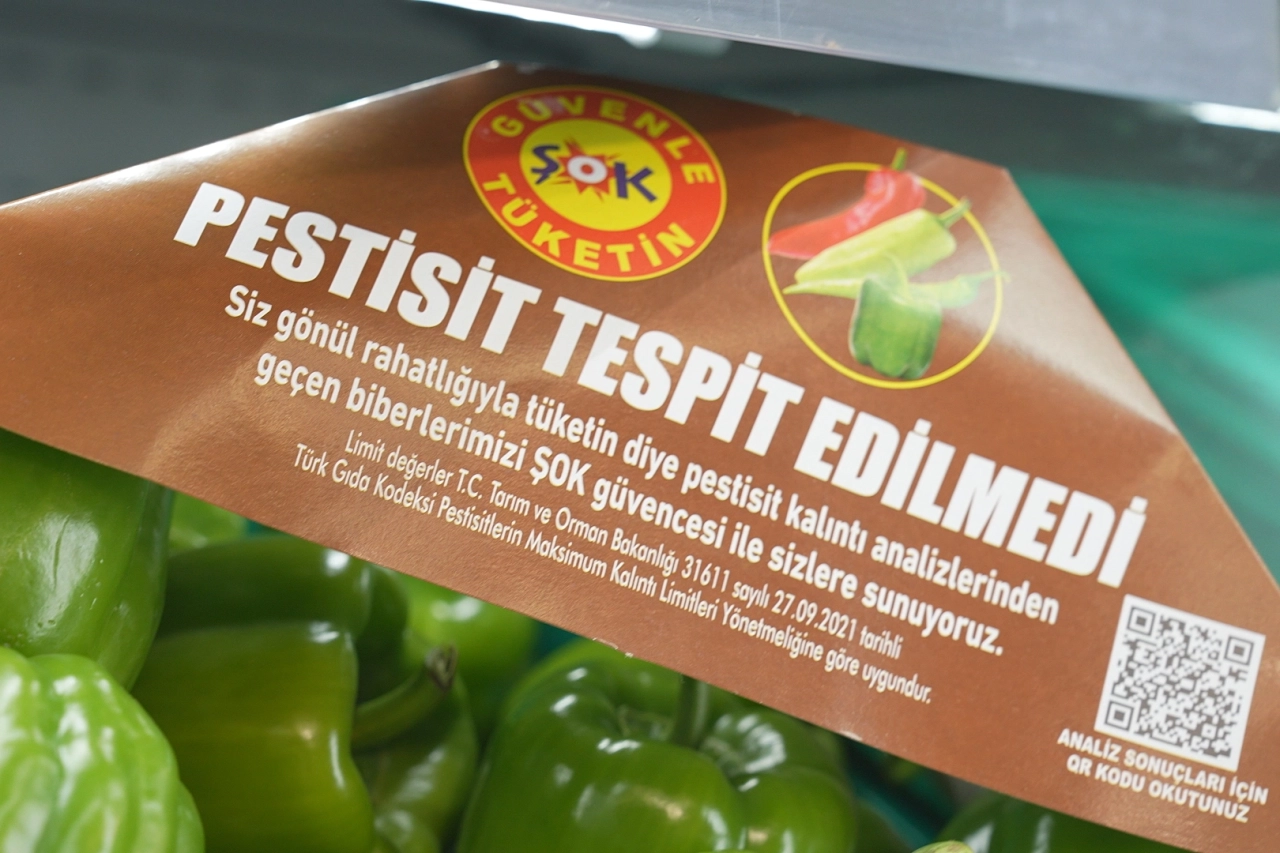 GÜVENLE
ŞOK
TÜKETİN
PESTİSİT TESPİT EDİLMEDİ
Siz gönül rahatlığıyla tüketin diye pestisit kalıntı analizlerinden
geçen biberlerimizi ŞOK güvencesi ile sizlere sunuyoruz.
Limit değerler T.C. Tarım ve Orman Bakanlığı 31611 sayılı 27.09.2021 tarihli
Türk Gıda Kodeksi Pestisitlerin Maksimum Kalıntı Limitleri Yönetmeliğine göre uygundur.
ANALİZ SONUÇLARI İÇİN
QR KODU OKUTUNUZ